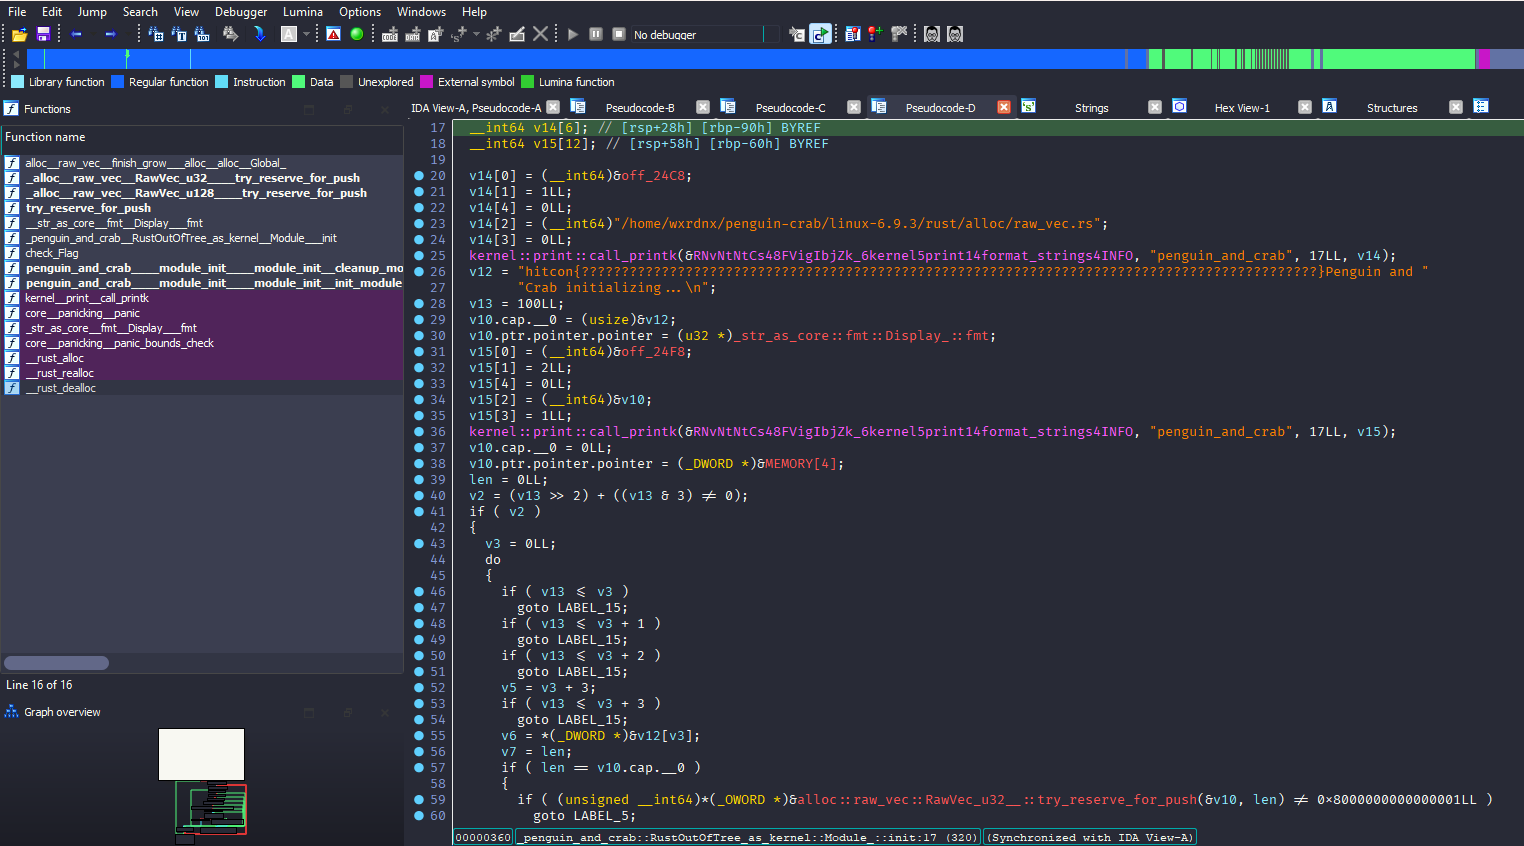 File Edit Jump Search View Debugger Lumina Options Windows Help
No debugger
Library function Regular function Instruction Data Unexplored External symbol Lumina function
Functions
IDA View-A, Pseudocode-A Pseudocode-B Pseudocode-C Pseudocode-D Strings Hex View-1 Structures
Function name
alloc__raw_vec__finish_grow___alloc__alloc__Global_
_alloc__raw_vec__RawVec_u32____try_reserve_for_push
_alloc__raw_vec__RawVec_u128____try_reserve_for_push
try_reserve_for_push
__str_as_core__fmt__Display___fmt
_penguin_and_crab__RustOutOfTree_as_kernel__Module___init
check_Flag
penguin_and_crab____module_init____module_init__cleanup_mo
penguin_and_crab____module_init____module_init__init_module
kernel__print__call_printk
core__panicking__panic
_str_as_core__fmt__Display___fmt
core__panicking__panic_bounds_check
__rust_alloc
__rust_realloc
__rust_dealloc
Line 16 of 16
Graph overview
17 __int64 v14[6]; // [rsp+28h] [rbp-90h] BYREF
18 __int64 v15[12]; // [rsp+58h] [rbp-60h] BYREF
19
20 v14[0] = (__int64)&off_24C8;
21 v14[1] = 1LL;
22 v14[4] = 0LL;
23 v14[2] = (__int64)"/home/wxrdnx/penguin-crab/linux-6.9.3/rust/alloc/raw_vec.rs";
24 v14[3] = 0LL;
25 kernel::print::call_printk(&RNvNtNtCs48FVigIbjZk_6kernel5print14format_strings4INFO, "penguin_and_crab", 17LL, v14);
26 v12 = "hitcon{????????????????????????????????????????????????????????????????????????????????????????????}Penguin and "
27 "Crab initializing...\n";
28 v13 = 100LL;
29 v10.cap.__0 = (usize)&v12;
30 v10.ptr.pointer.pointer = (u32 *)_str_as_core::fmt::Display_::fmt;
31 v15[0] = (__int64)&off_24F8;
32 v15[1] = 2LL;
33 v15[4] = 0LL;
34 v15[2] = (__int64)&v10;
35 v15[3] = 1LL;
36 kernel::print::call_printk(&RNvNtNtCs48FVigIbjZk_6kernel5print14format_strings4INFO, "penguin_and_crab", 17LL, v15);
37 v10.cap.__0 = 0LL;
38 v10.ptr.pointer.pointer = (_DWORD *)&MEMORY[4];
39 len = 0LL;
40 v2 = (v13 >> 2) + ((v13 & 3) != 0);
41 if ( v2 )
42 {
43 v3 = 0LL;
44 do
45 {
46 if ( v13 <= v3 )
47 goto LABEL_15;
48 if ( v13 <= v3 + 1 )
49 goto LABEL_15;
50 if ( v13 <= v3 + 2 )
51 goto LABEL_15;
52 v5 = v3 + 3;
53 if ( v13 <= v3 + 3 )
54 goto LABEL_15;
55 v6 = *(_DWORD *)&v12[v3];
56 v7 = len;
57 if ( len == v10.cap.__0 )
58 {
59 if ( (unsigned __int64)*(_OWORD *)&alloc::raw_vec::RawVec_u32__::try_reserve_for_push(&v10, len) != 0x8000000000000001LL )
60 goto LABEL_5;
00000360 _penguin_and_crab::RustOutOfTree_as_kernel::Module_::init:17 (320) (Synchronized with IDA View-A)